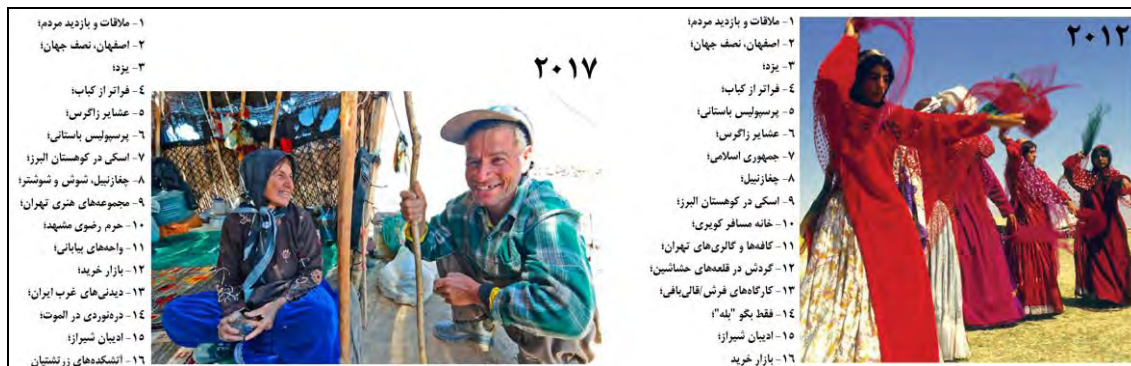 ۲۰۱۲
۱- ملاقات و بازدید مردم؛
۲- اصفهان، نصف جهان؛
۳- یزد؛
۴- فراتر از کباب؛
۵- پرسپولیس باستانی؛
۶- عشایر زاگرس؛
۷- جمهوری اسلامی؛
۸- چغازنبیل؛
۹- اسکی در کوهستان البرز؛
۱۰- خانه مسافر کویری؛
۱۱- کافه‌ها و گالری‌های تهران؛
۱۲- گردش در قلعه‌های حشاشین؛
۱۳- کارگاه‌های فرش/قالی‌بافی؛
۱۴- فقط بگو "بله"؛
۱۵- ادیبان شیراز؛
۱۶- بازار خرید
۲۰۱۷
۱- ملاقات و بازدید مردم؛
۲- اصفهان، نصف جهان؛
۳- یزد؛
۴- فراتر از کباب؛
۵- عشایر زاگرس؛
۶- پرسپولیس باستانی؛
۷- اسکی در کوهستان البرز؛
۸- چغازنبیل، شوش و شوشتر؛
۹- مجموعه‌های هنری تهران؛
۱۰- حرم رضوی مشهد؛
۱۱- واحه‌های بیابانی؛
۱۲- بازار خرید؛
۱۳- دیدنی‌های غرب ایران؛
۱۴- دره‌نوردی در الموت؛
۱۵- ادیبان شیراز؛
۱۶- آتشکده‌های زرتشتیان